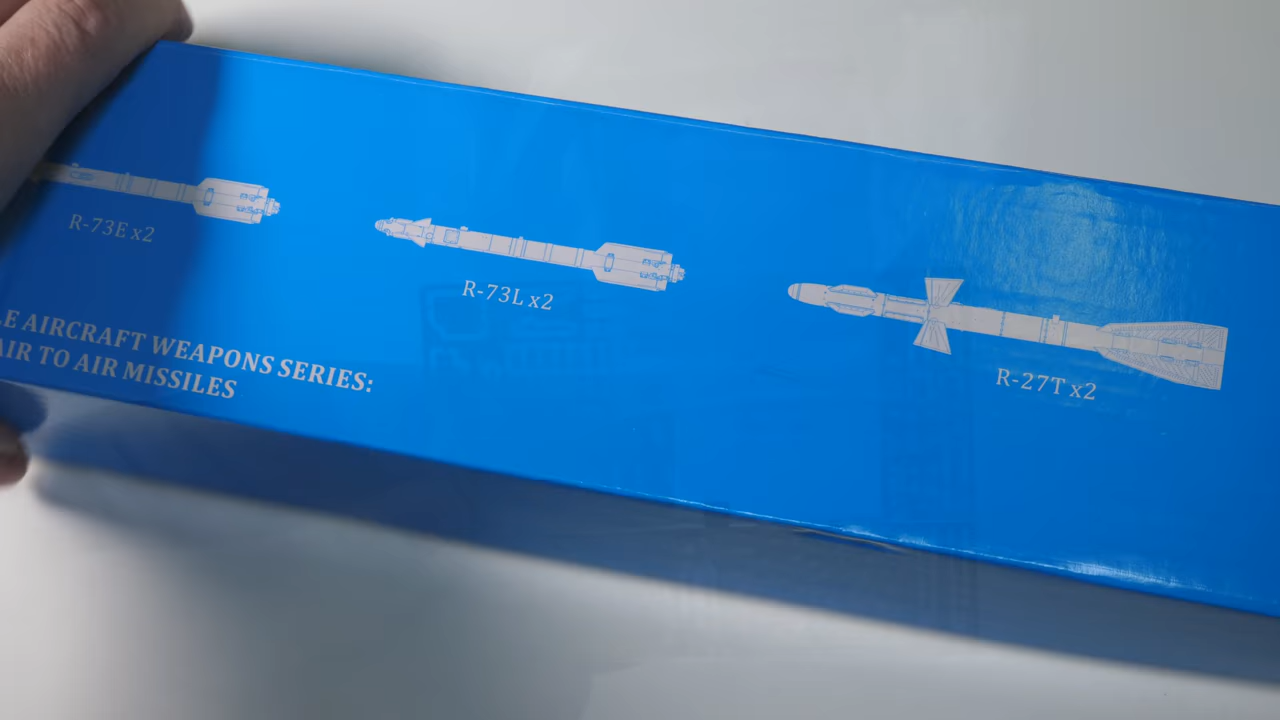 R-73E x2
R-73L x2
R-27T x2
AIRCRAFT WEAPONS SERIES:
AIR TO AIR MISSILES